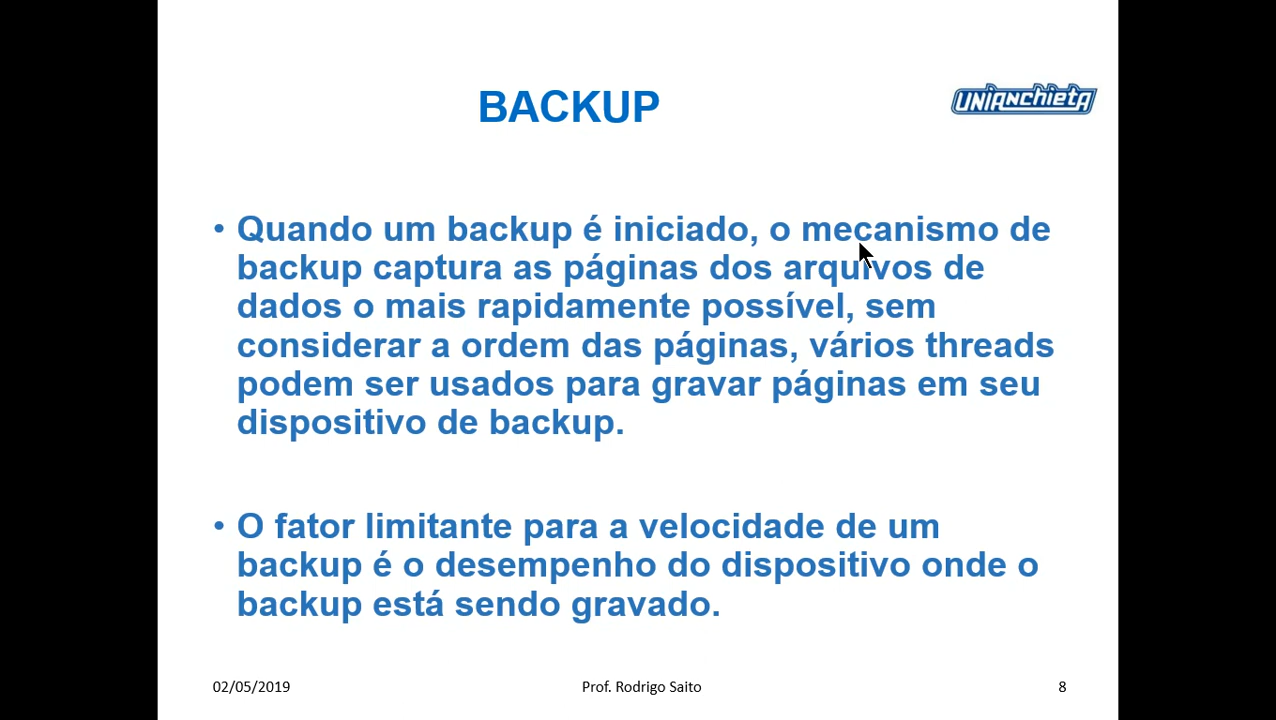 BACKUP
UNIANCHIETA
• Quando um backup é iniciado, o mecanismo de
backup captura as páginas dos arquivos de
dados o mais rapidamente possível, sem
considerar a ordem das páginas, vários threads
podem ser usados para gravar páginas em seu
dispositivo de backup.
• O fator limitante para a velocidade de um
backup é o desempenho do dispositivo onde o
backup está sendo gravado.
02/05/2019
Prof. Rodrigo Saito
8